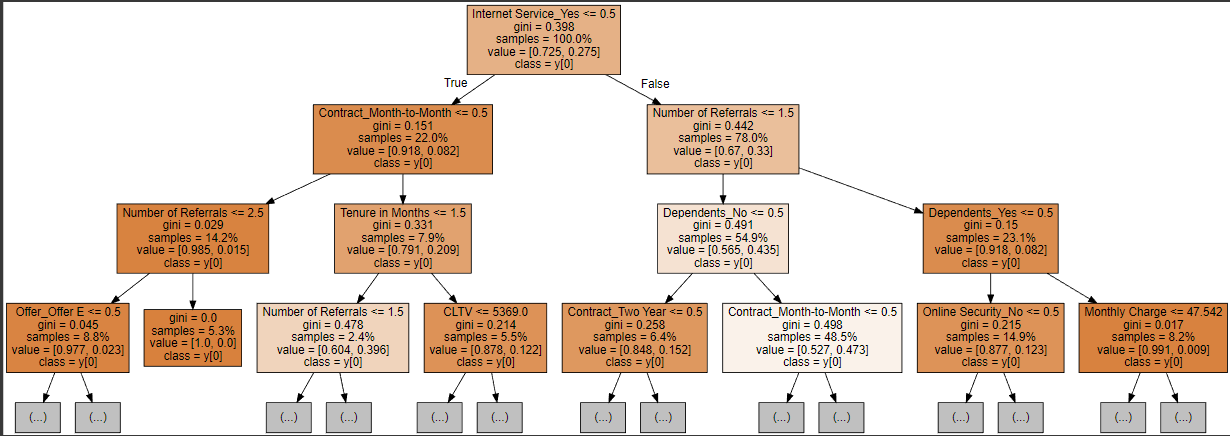 Internet Service_Yes <= 0.5
gini = 0.398
samples = 100.0%
value = [0.725, 0.275]
class = y[0]
True
False
Contract_Month-to-Month <= 0.5
gini = 0.151
samples = 22.0%
value = [0.918, 0.082]
class = y[0]
Number of Referrals <= 1.5
gini = 0.442
samples = 78.0%
value = [0.67, 0.33]
class = y[0]
Number of Referrals <= 2.5
gini = 0.029
samples = 14.2%
value = [0.985, 0.015]
class = y[0]
Tenure in Months <= 1.5
gini = 0.331
samples = 7.9%
value = [0.791, 0.209]
class = y[0]
Dependents_No <= 0.5
gini = 0.491
samples = 54.9%
value = [0.565, 0.435]
class = y[0]
Dependents_Yes <= 0.5
gini = 0.15
samples = 23.1%
value = [0.918, 0.082]
class = y[0]
Offer_Offer E <= 0.5
gini = 0.045
samples = 8.8%
value = [0.977, 0.023]
class = y[0]
gini = 0.0
samples = 5.3%
value = [1.0, 0.0]
class = y[0]
Number of Referrals <= 1.5
gini = 0.478
samples = 2.4%
value = [0.604, 0.396]
class = y[0]
CLTV <= 5369.0
gini = 0.214
samples = 5.5%
value = [0.878, 0.122]
class = y[0]
Contract_Two Year <= 0.5
gini = 0.258
samples = 6.4%
value = [0.848, 0.152]
class = y[0]
Contract_Month-to-Month <= 0.5
gini = 0.498
samples = 48.5%
value = [0.527, 0.473]
class = y[0]
Online Security_No <= 0.5
gini = 0.215
samples = 14.9%
value = [0.877, 0.123]
class = y[0]
Monthly Charge <= 47.542
gini = 0.017
samples = 8.2%
value = [0.991, 0.009]
class = y[0]
(...)
(...)
(...)
(...)
(...)
(...)
(...)
(...)
(...)
(...)
(...)
(...)
(...)
(...)